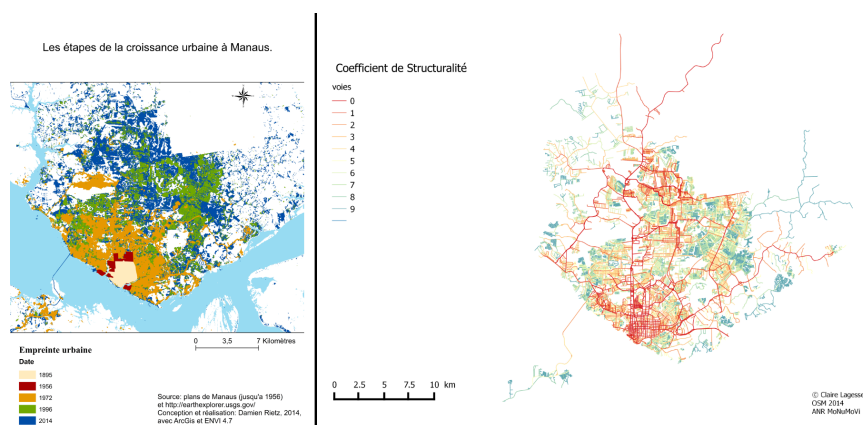 Les étapes de la croissance urbaine à Manaus.
0 3,5 7 Kilomètres
Empreinte urbaine
Date
1895
1956
1972
1996
2014
Source: plans de Manaus (jusqu'a 1956)
et http://earthexplorer.usgs.gov/
Conception et réalisation: Damien Rietz, 2014,
avec ArcGis et ENVI 4.7
Coefficient de Structuralité
voies
0
1
2
3
4
5
6
7
8
9
0 2.5 5 7.5 10 km
© Claire Lagesse
OSM 2014
ANR MoNuMoVi